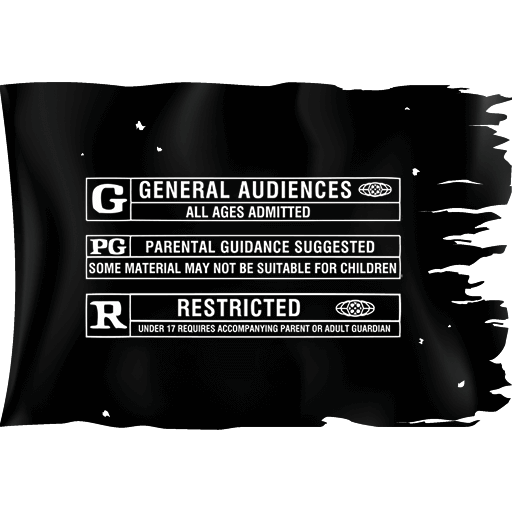 G GENERAL AUDIENCES
ALL AGES ADMITTED
PG PARENTAL GUIDANCE SUGGESTED
SOME MATERIAL MAY NOT BE SUITABLE FOR CHILDREN
R RESTRICTED
UNDER 17 REQUIRES ACCOMPANYING PARENT OR ADULT GUARDIAN